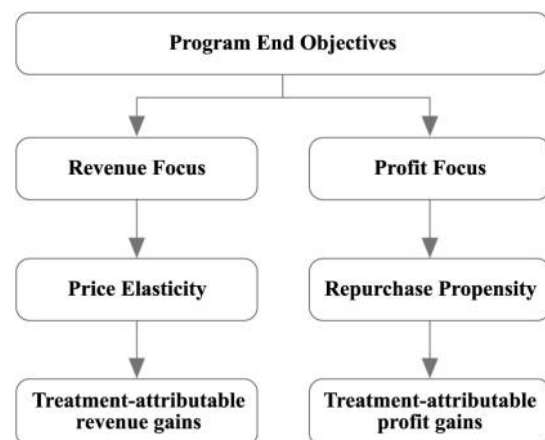 Program End Objectives
Revenue Focus
Profit Focus
Price Elasticity
Repurchase Propensity
Treatment-attributable
revenue gains
Treatment-attributable
profit gains